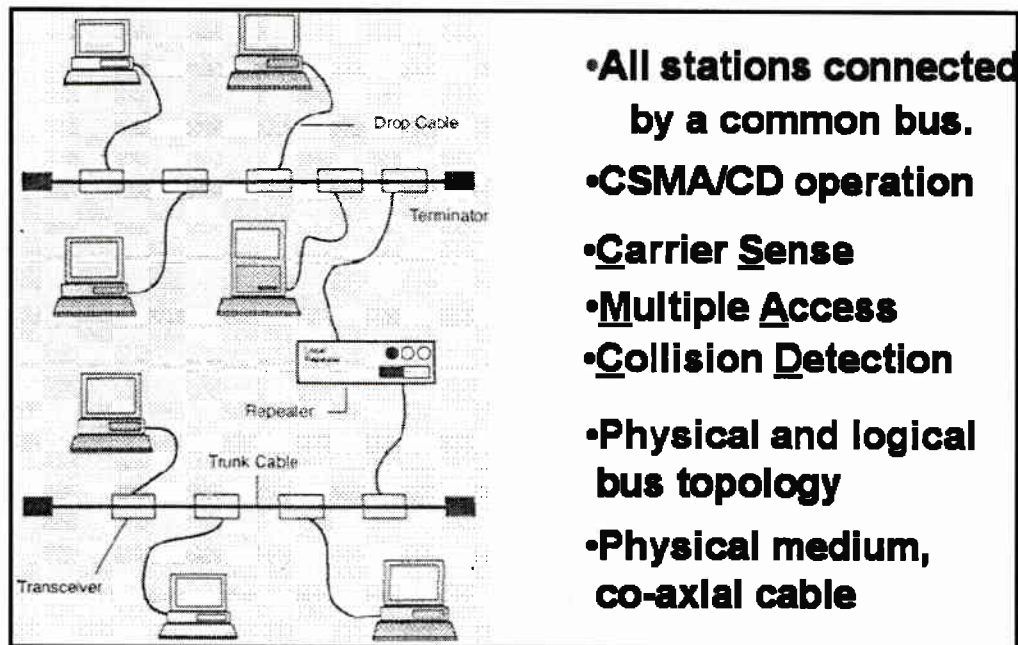 Drop Cable
Terminator
Repeater
Trunk Cable
Transceiver
•All stations connected
by a common bus.
•CSMA/CD operation
•Carrier Sense
•Multiple Access
•Collision Detection
•Physical and logical
bus topology
•Physical medium,
co-axial cable